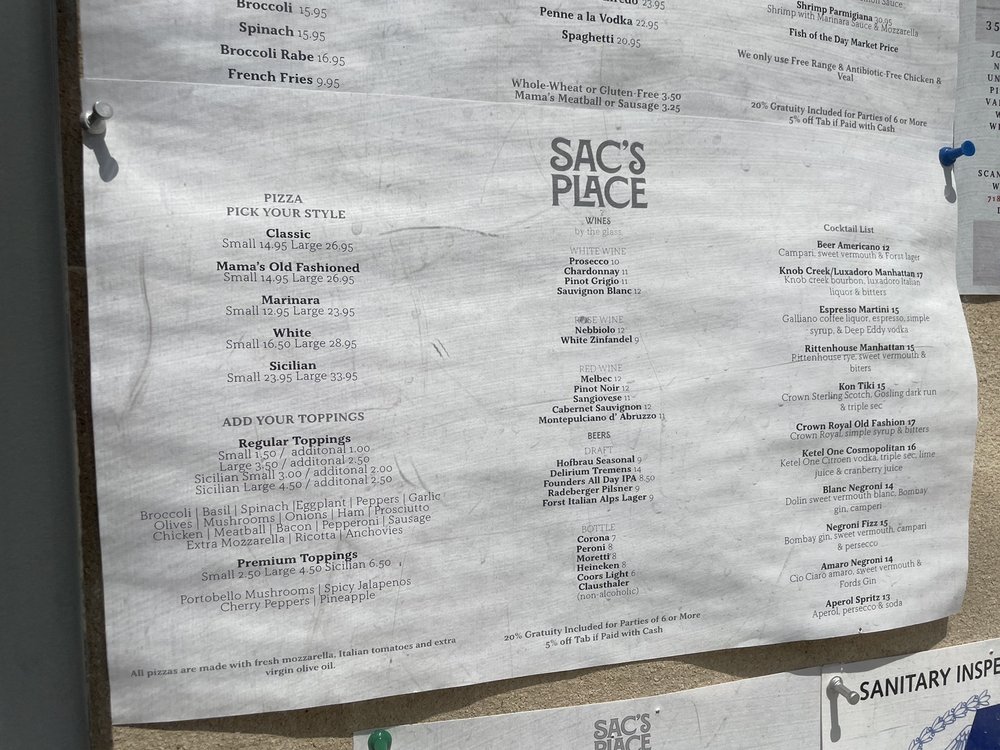 Broccoli 15.95
Spinach 15.95
Broccoli Rabe 16.95
French Fries 9.95
23.95
Penne a la Vodka 22.95
Spaghetti 20.95
Whole-Wheat or Gluten-Free 3.50
Mama's Meatball or Sausage 3.25
Sauce
Shrimp Parmigiana 30.95
Shrimp with Marinara Sauce & Mozzarella
Fish of the Day Market Price
We only use Free Range & Antibiotic-Free Chicken &
Veal
20% Gratuity Included for Parties of 6 or More
5% off Tab if Paid with Cash
SAC'S
PLACE
PIZZA
PICK YOUR STYLE
Classic
Small 14.95 Large 26.95
Mama's Old Fashioned
Small 14.95 Large 26.95
Marinara
Small 12.95 Large 23.95
White
Small 16.50 Large 28.95
Sicilian
Small 23.95 Large 33.95
ADD YOUR TOPPINGS
Regular Toppings
Small 1.50 / additonal 1.00
Large 3.50 / additonal 2.50
Sicilian Small 3.00 / additonal 2.00
Sicilian Large 4.50 / additonal 2.50
Broccoli | Basil | Spinach | Eggplant | Peppers | Garlic
Olives | Mushrooms | Onions | Ham | Prosciutto
Chicken | Meatball | Bacon | Pepperoni | Sausage
Extra Mozzarella | Ricotta | Anchovies
Premium Toppings
Small 2.50 Large 4.50 Sicilian 6.50
Portobello Mushrooms | Spicy Jalapenos
Cherry Peppers | Pineapple
All pizzas are made with fresh mozzarella, Italian tomatoes and extra
virgin olive oil.
WINES
by the glass
WHITE WINE
Prosecco 10
Chardonnay 11
Pinot Grigio 11
Sauvignon Blanc 12
ROSE WINE
Nebbiolo 12
White Zinfandel 9
RED WINE
Melbec 12
Pinot Noir 12
Sangiovese 11
Cabernet Sauvignon 12
Montepulciano d' Abruzzo 11
BEERS
DRAFT
Hofbrau Seasonal 9
Delirium Tremens 14
Founders All Day IPA 8.50
Radeberger Pilsner 9
Forst Italian Alps Lager 9
BOTTLE
Corona 7
Peroni 8
Moretti 8
Heineken 8
Coors Light 6
Clausthaler
(non-alcoholic)
20% Gratuity Included for Parties of 6 or More
5% off Tab if Paid with Cash
Cocktail List
Beer Americano 12
Campari, sweet vermouth & Forst lager
Knob Creek/Luxadoro Manhattan 17
Knob creek bourbon, luxadoro italian
liquor & bitters
Espresso Martini 15
Galliano coffee liquor, espresso, simple
syrup, & Deep Eddy vodka
Rittenhouse Manhattan 15
Rittenhouse rye, sweet vermouth &
biters
Kon Tiki 15
Crown Sterling Scotch, Gosling dark run
& triple sec
Crown Royal Old Fashion 17
Crown Royal, simple syrup & bitters
Ketel One Cosmopolitan 16
Ketel One Citroen vodka, triple sec, lime
juice & cranberry juice
Blanc Negroni 14
Dolin sweet vermouth blanc, Bombay
gin, camperi
Negroni Fizz 15
Bombay gin, sweet vermouth, campari
& persecco
Amaro Negroni 14
Cio Ciaro amaro, sweet vermouth &
Fords Gin
Aperol Spritz 13
Aperol, persecco & soda
SCAN
718
SANITARY INSPE
SAC'S
PLACE